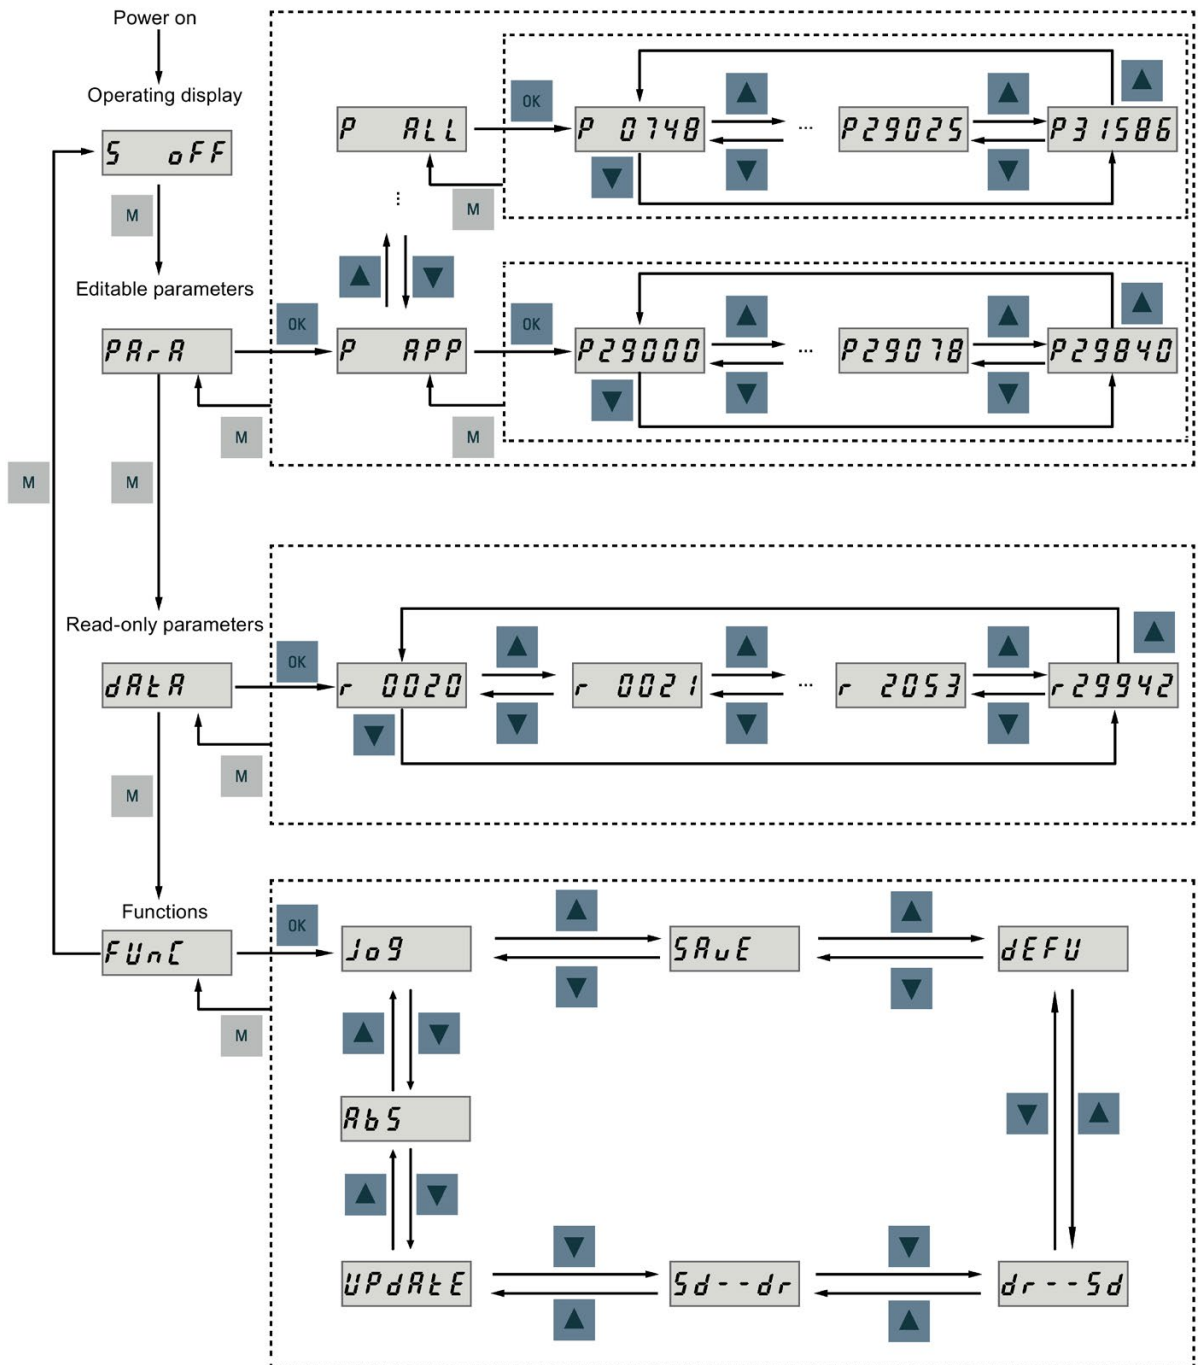 Power on
Operating display
S oFF
M
Editable parameters
PArA
OK
M
P ALL
OK
P 0748
...
P29025
P31586
M
...
P APP
OK
P29000
...
P29078
P29840
M
M
M
Read-only parameters
dAtA
OK
r 0020
r 0021
...
r 2053
r29942
M
M
Functions
FUnC
OK
M
Jog
SAvE
dEFU
AbS
UPdAtE
Sd--dr
dr--Sd